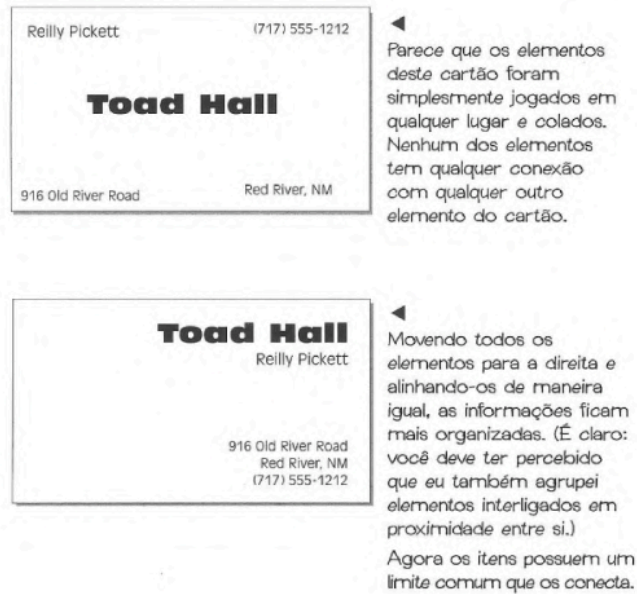 Reilly Pickett
(717) 555-1212
Toad Hall
916 Old River Road
Red River, NM
Parece que os elementos
deste cartão foram
simplesmente jogados em
qualquer lugar e colados.
Nenhum dos elementos
tem qualquer conexão
com qualquer outro
elemento do cartão.
Toad Hall
Reilly Pickett
916 Old River Road
Red River, NM
(717) 555-1212
Movendo todos os
elementos para a direita e
alinhando-os de maneira
igual, as informações ficam
mais organizadas. (É claro:
você deve ter percebido
que eu também agrupei
elementos interligados em
proximidade entre si.)
Agora os itens possuem um
limite comum que os conecta.